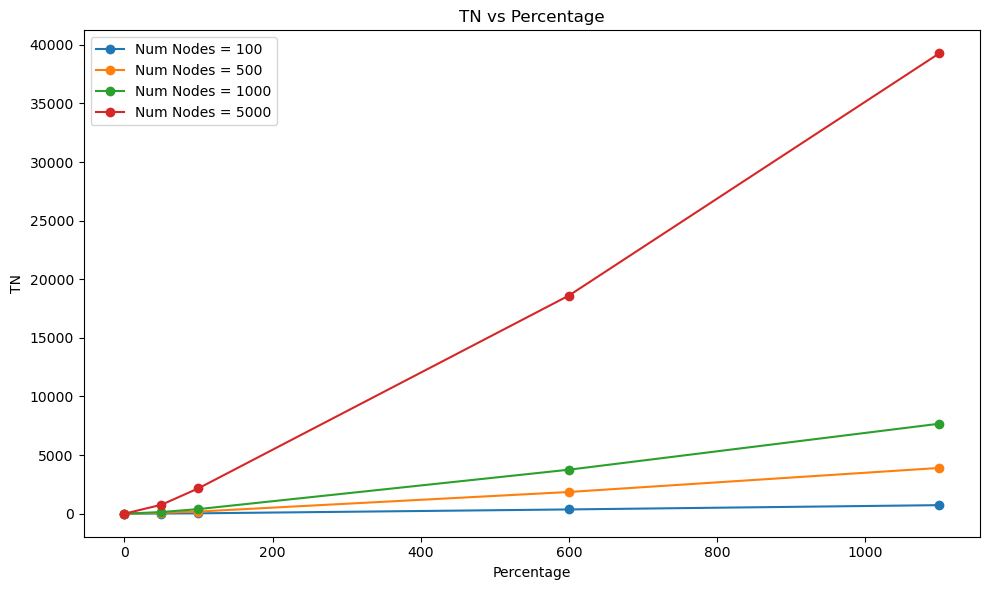 TN vs Percentage
Num Nodes = 100
Num Nodes = 500
Num Nodes = 1000
Num Nodes = 5000
40000
35000
30000
25000
20000
15000
10000
5000
0
TN
0 200 400 600 800 1000
Percentage